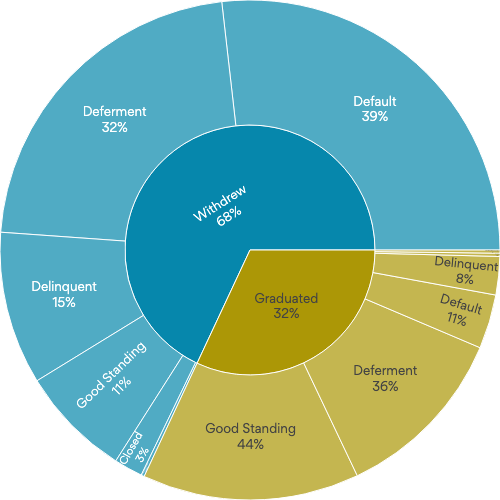 Default
39%
Deferment
32%
Withdrew
68%
Delinquent
15%
Good Standing
11%
Closed
3%
Graduated
32%
Delinquent
8%
Default
11%
Deferment
36%
Good Standing
44%